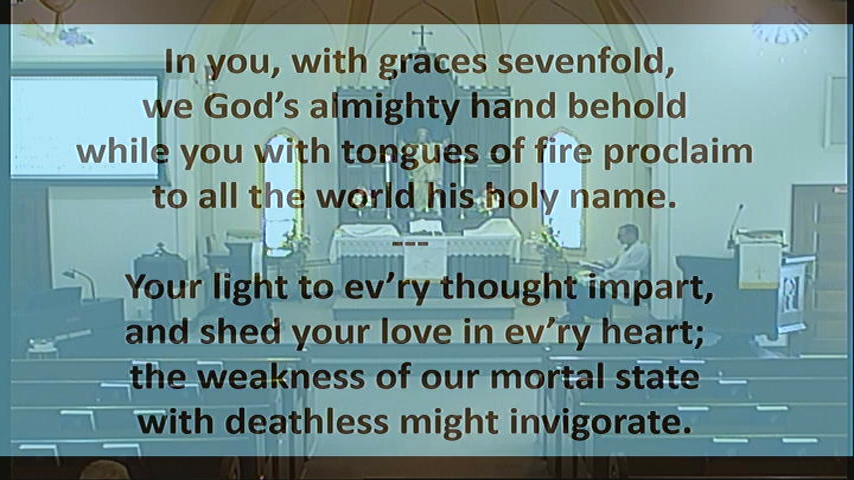 In you, with graces sevenfold,
we God's almighty hand behold
while you with tongues of fire proclaim
to all the world his holy name.
---
Your light to ev'ry thought impart,
and shed your love in ev'ry heart;
the weakness of our mortal state
with deathless might invigorate.